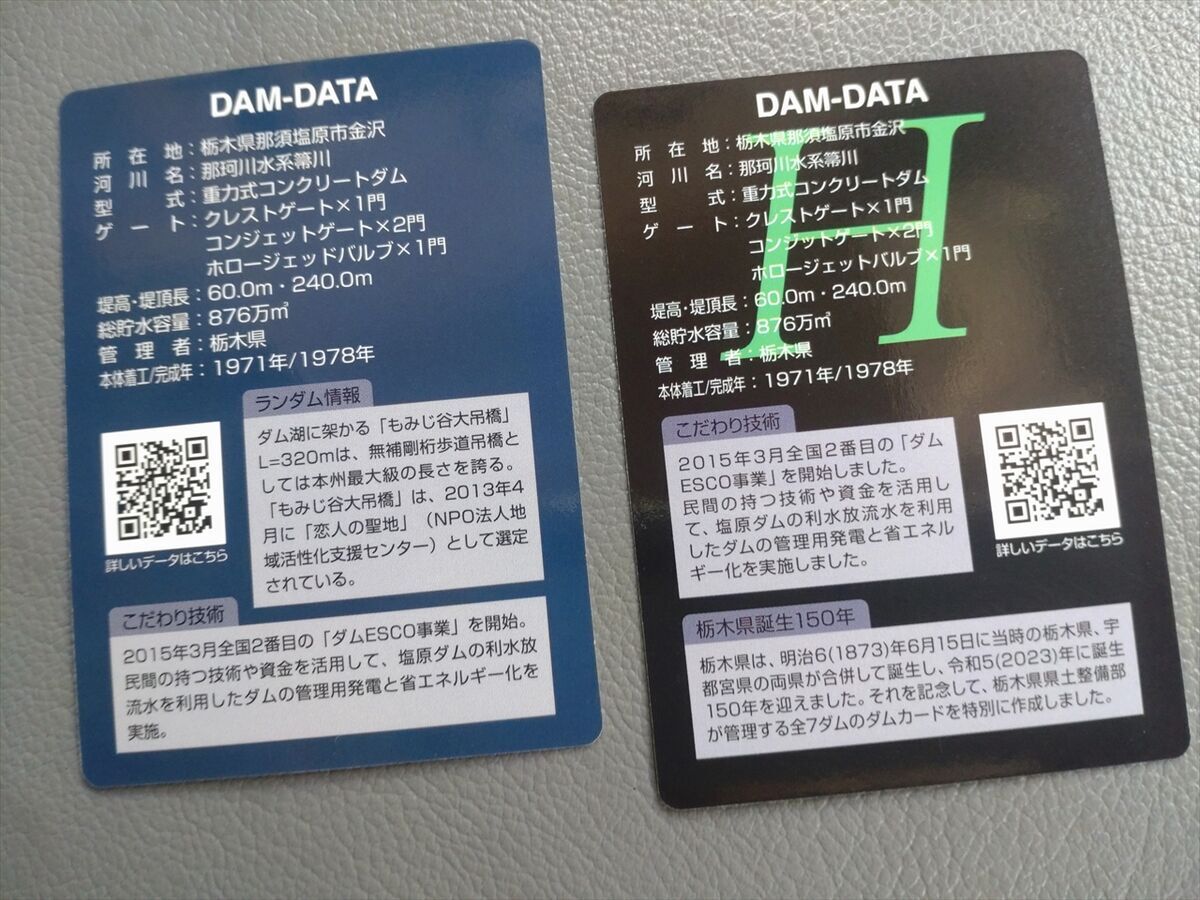 DAM-DATA
所在地：栃木県那須塩原市金沢
河川名：那珂川水系箒川
型式：重力式コンクリートダム
ゲート：クレストゲート×1門
コンジェットゲート×2門
ホロージェッドバルブ×1門
堤高・堤頂長：60.0m・240.0m
総貯水容量：876万㎥
管理者：栃木県
本体着工/完成年：1971年/1978年
ランダム情報
ダム湖に架かる「もみじ谷大吊橋」
L=320mは、無補剛桁歩道吊橋と
しては本州最大級の長さを誇る。
「もみじ谷大吊橋」は、2013年4
月に「恋人の聖地」（NPO法人地
域活性化支援センター）として選定
されている。
詳しいデータはこちら
こだわり技術
2015年3月全国2番目の「ダムESCO事業」を開始。
民間の持つ技術や資金を活用して、塩原ダムの利水放
流水を利用したダムの管理用発電と省エネルギー化を
実施。
DAM-DATA
H
所在地：栃木県那須塩原市金沢
河川名：那珂川水系箒川
型式：重力式コンクリートダム
ゲート：クレストゲート×1門
コンジットゲート×2門
ホロージェットバルブ×1門
堤高・堤頂長：60.0m・240.0m
総貯水容量：876万㎥
管理者：栃木県
本体着工/完成年：1971年/1978年
こだわり技術
2015年3月全国2番目の「ダム
ESCO事業」を開始しました。
民間の持つ技術や資金を活用し
て、塩原ダムの利水放流水を利用
したダムの管理用発電と省エネル
ギー化を実施しました。
詳しいデータはこちら
栃木県誕生150年
栃木県は、明治6(1873)年6月15日に当時の栃木県、宇
都宮県の両県が合併して誕生し、令和5(2023)年に誕生
150年を迎えました。それを記念して、栃木県県土整備部
が管理する全7ダムのダムカードを特別に作成しました。